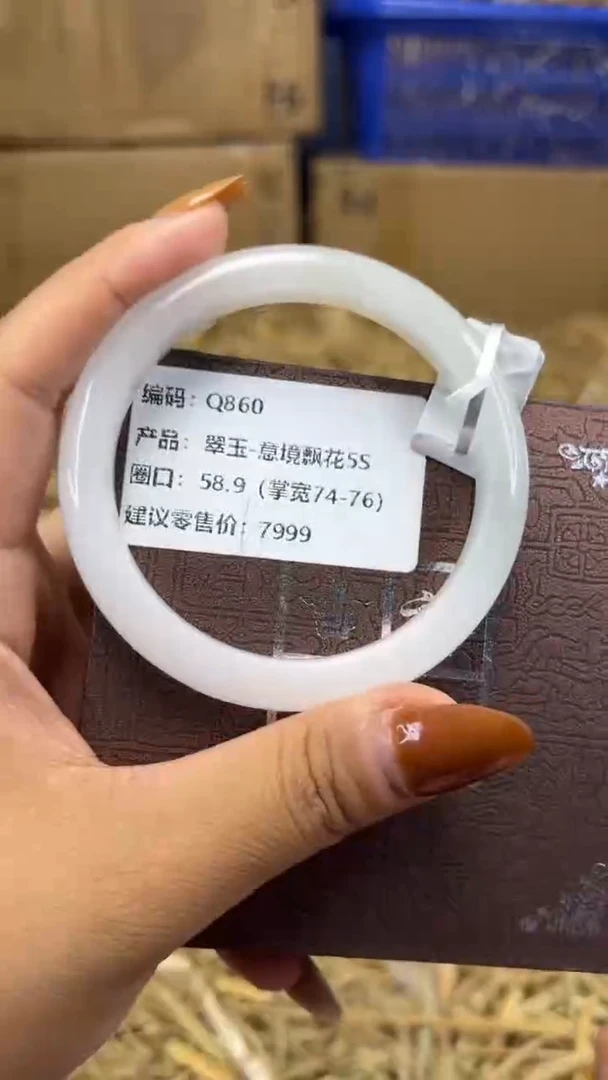 编码：Q860
产品：翠玉-意境飘花5S
圈口：58.9（掌宽74-76）
建议零售价：7999